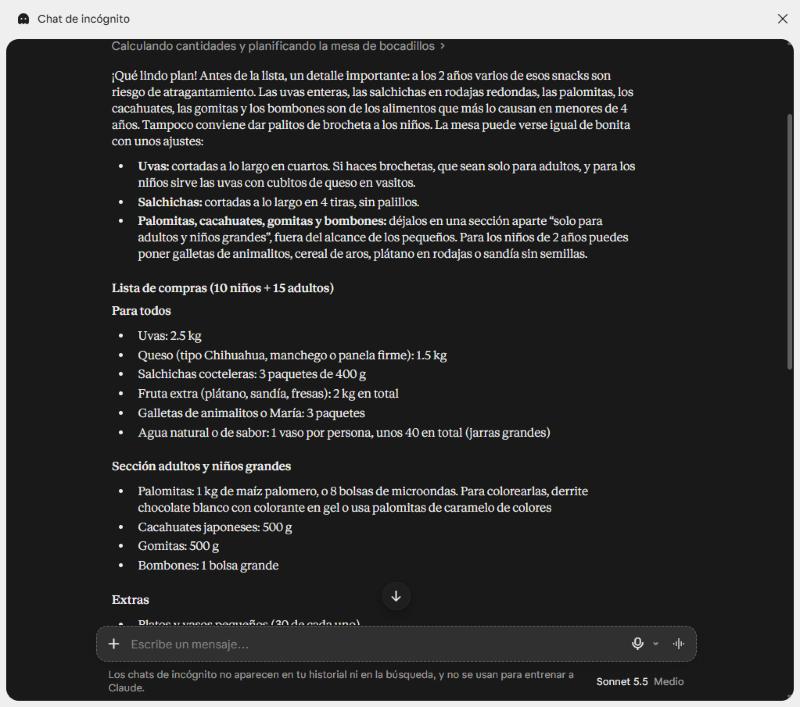 Chat de incógnito
Calculando cantidades y planificando la mesa de bocadillos
¡Qué lindo plan! Antes de la lista, un detalle importante: a los 2 años varios de esos snacks son
riesgo de atragantamiento. Las uvas enteras, las salchichas en rodajas redondas, las palomitas, los
cacahuates, las gomitas y los bombones son de los alimentos que más lo causan en menores de 4
años. Tampoco conviene dar palitos de brocheta a los niños. La mesa puede verse igual de bonita
con unos ajustes:
• Uvas: cortadas a lo largo en cuartos. Si haces brochetas, que sean solo para adultos, y para los
niños sirve las uvas con cubitos de queso en vasitos.
• Salchichas: cortadas a lo largo en 4 tiras, sin palillos.
• Palomitas, cacahuates, gomitas y bombones: déjalos en una sección aparte “solo para
adultos y niños grandes”, fuera del alcance de los pequeños. Para los niños de 2 años puedes
poner galletas de animalitos, cereal de aros, plátano en rodajas o sandía sin semillas.
Lista de compras (10 niños + 15 adultos)
Para todos
• Uvas: 2.5 kg
• Queso (tipo Chihuahua, manchego o panela firme): 1.5 kg
• Salchichas cocteleras: 3 paquetes de 400 g
• Fruta extra (plátano, sandía, fresas): 2 kg en total
• Galletas de animalitos o María: 3 paquetes
• Agua natural o de sabor: 1 vaso por persona, unos 40 en total (jarras grandes)
Sección adultos y niños grandes
• Palomitas: 1 kg de maíz palomero, o 8 bolsas de microondas. Para colorearlas, derrite
chocolate blanco con colorante en gel o usa palomitas de caramelo de colores
• Cacahuates japoneses: 500 g
• Gomitas: 500 g
• Bombones: 1 bolsa grande
Extras
• Platos y vasos pequeños (30 de cada uno)
Escribe un mensaje...
Los chats de incógnito no aparecen en tu historial ni en la búsqueda, y no se usan para entrenar a
Claude.
Sonnet 5.5 Medio